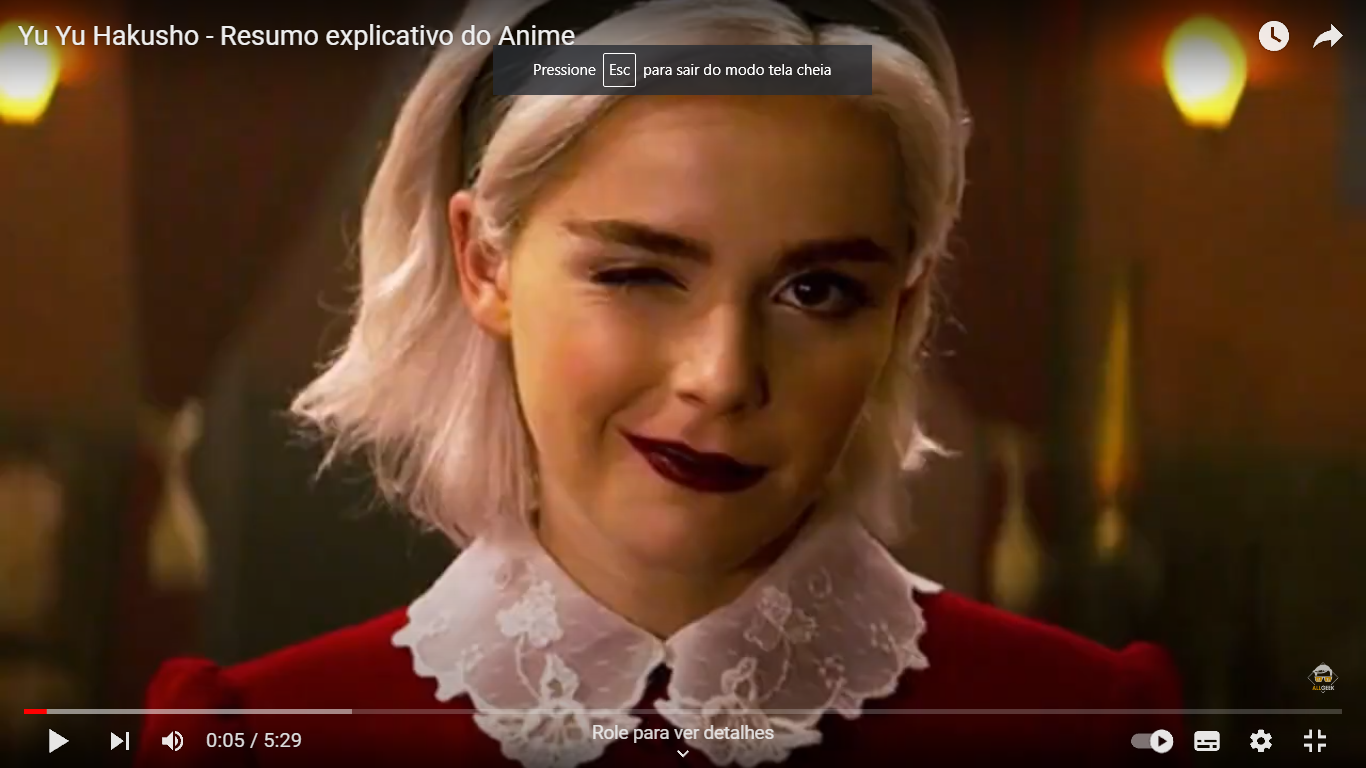 Yu Yu Hakusho - Resumo explicativo do Anime
Pressione Esc para sair do modo tela cheia
ALLGEEK
Role para ver detalhes
0:05 / 5:29